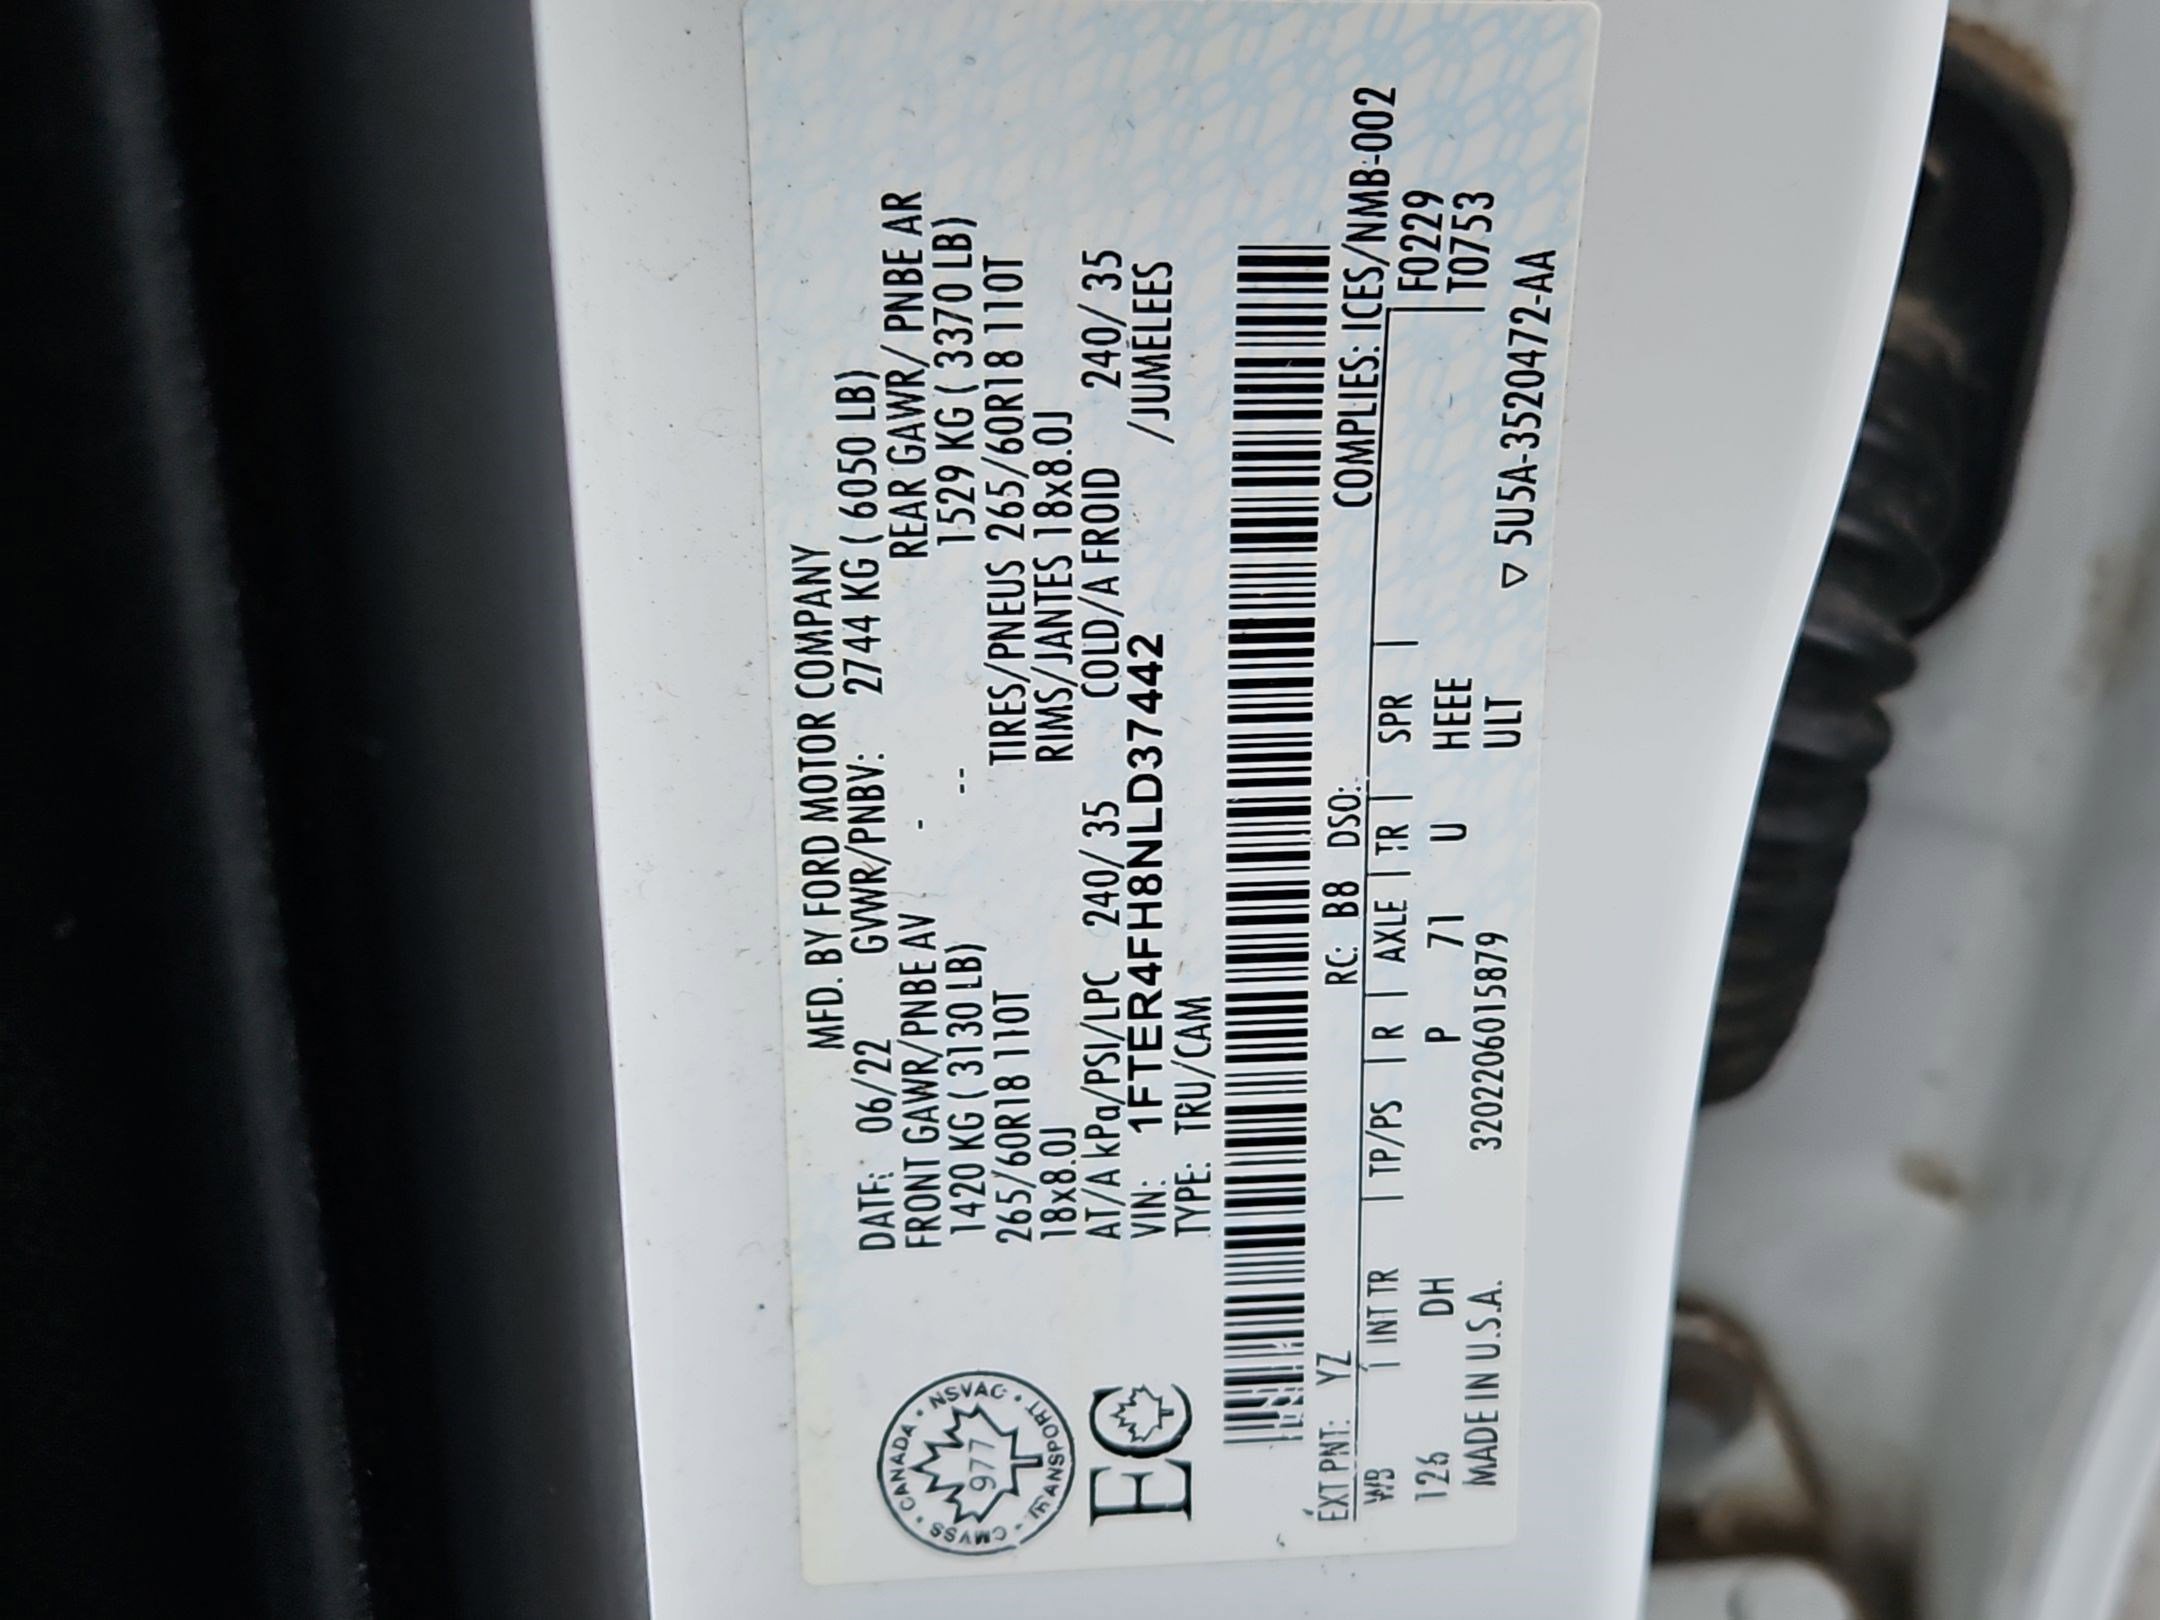 MFD. BY FORD MOTOR COMPANY
DATE: 06/22 GVWR/PNBV: 2744 KG ( 6050 LB)
FRONT GAWR/PNBE AV - REAR GAWR/ PNBE AR
1420 KG ( 3130 LB) -- 1529 KG ( 3370 LB)
265/60R18 110T TIRES/PNEUS 265/60R18 110T
18x8.0J RIMS/JANTES 18x8.0J
AT/A kPa/PSI/LPC 240/ 35 COLD/A FROID 240/ 35
VIN: 1FTER4FH8NLD37442 /JUMELEES
TYPE: TRU/CAM
CANADA • NSVAC • TRANSPORT • CMVSS •
977
EC
RC: B8 DSO: COMPLIES: ICES/NMB-002
EXT PNT: YZ
WB | INT TR | TP/PS | R | AXLE | TR | SPR | F0229
126 DH P 71 U HEEE | T0753
MADE IN U.S.A. 3202206015879 ULT
▽ 5U5A-3520472-AA